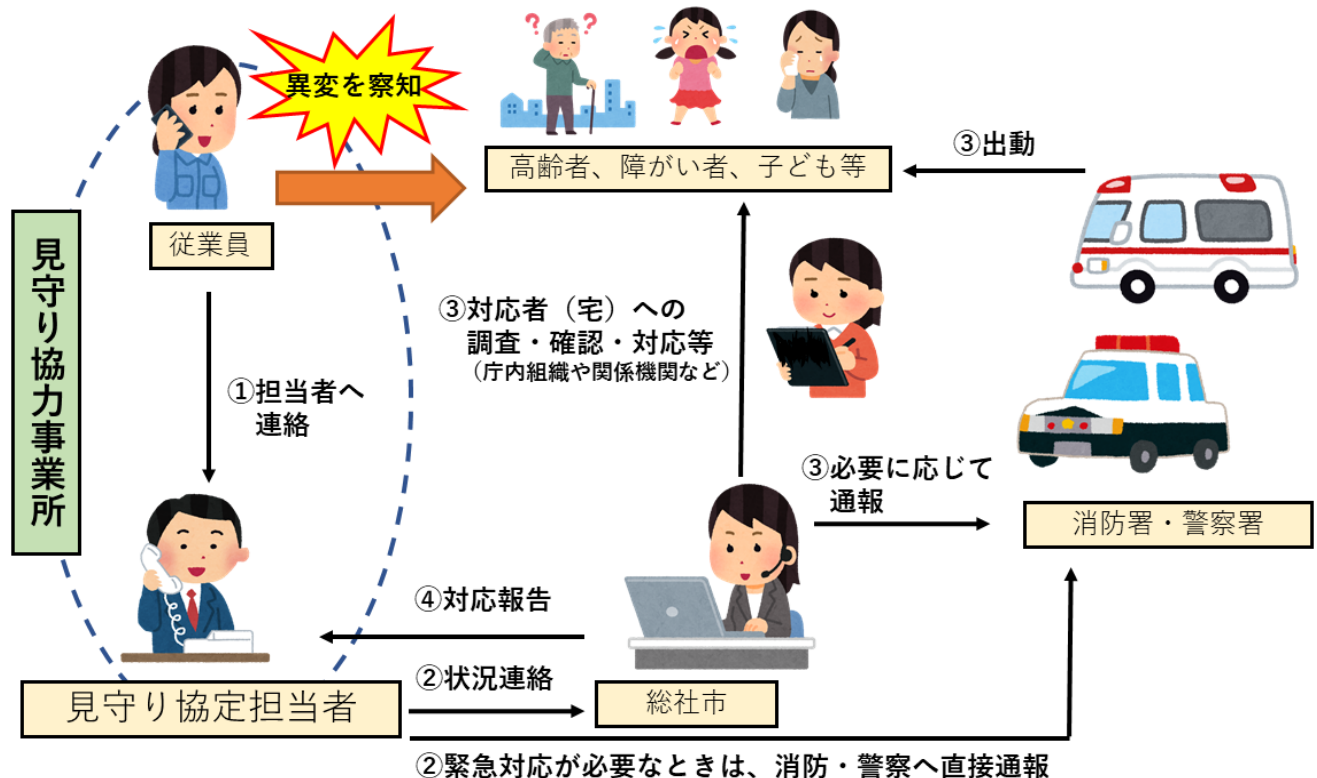 異変を察知
高齢者、障がい者、子ども等
③出動
従業員
見守り協力事業所
③対応者（宅）への
調査・確認・対応等
（庁内組織や関係機関など）
①担当者へ
連絡
③必要に応じて
通報
消防署・警察署
④対応報告
②状況連絡
見守り協定担当者
総社市
②緊急対応が必要なときは、消防・警察へ直接通報